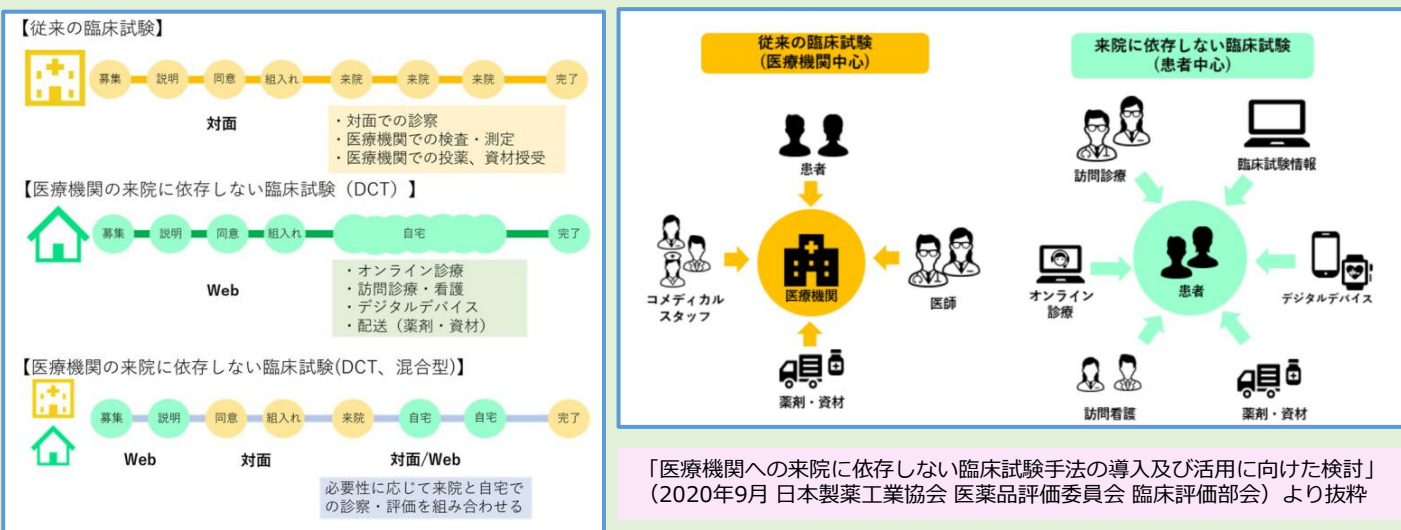 【従来の臨床試験】
募集 説明 同意 組入れ 来院 来院 来院 完了
対面
・対面での診察
・医療機関での検査・測定
・医療機関での投薬、資材授受
【医療機関の来院に依存しない臨床試験（DCT）】
募集 説明 同意 組入れ 自宅 完了
Web
・オンライン診療
・訪問診療・看護
・デジタルデバイス
・配送（薬剤・資材）
【医療機関の来院に依存しない臨床試験(DCT、混合型)】
募集 説明 同意 組入れ 来院 自宅 自宅 完了
Web 対面 対面/Web
必要性に応じて来院と自宅で
の診察・評価を組み合わせる
従来の臨床試験
(医療機関中心)
患者
コメディカル
スタッフ
医療機関
医師
薬剤・資材
来院に依存しない臨床試験
(患者中心)
訪問診療
臨床試験情報
オンライン
診療
患者
デジタルデバイス
訪問看護
薬剤・資材
「医療機関への来院に依存しない臨床試験手法の導入及び活用に向けた検討」
（2020年9月 日本製薬工業協会 医薬品評価委員会 臨床評価部会）より抜粋